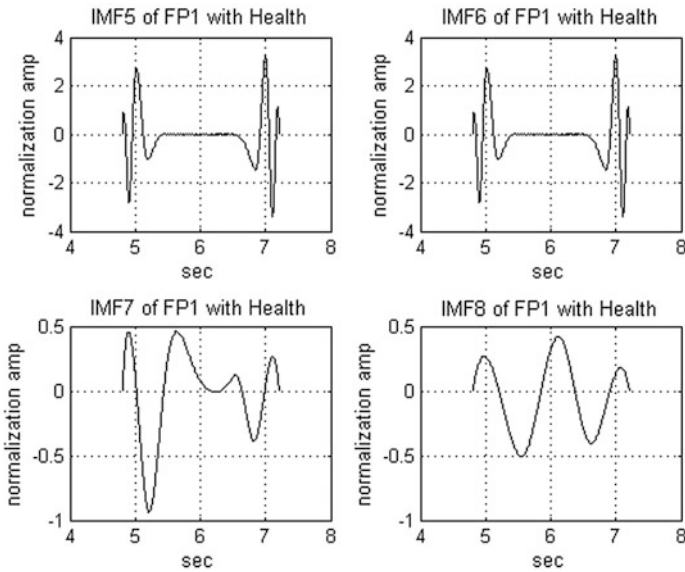 IMF5 of FP1 with Health
normalization amp
4
2
0
-2
-4
4 5 6 7 8
sec
IMF6 of FP1 with Health
normalization amp
4
2
0
-2
-4
4 5 6 7 8
sec
IMF7 of FP1 with Health
normalization amp
0.5
0
-0.5
-1
4 5 6 7 8
sec
IMF8 of FP1 with Health
normalization amp
0.5
0
-0.5
-1
4 5 6 7 8
sec